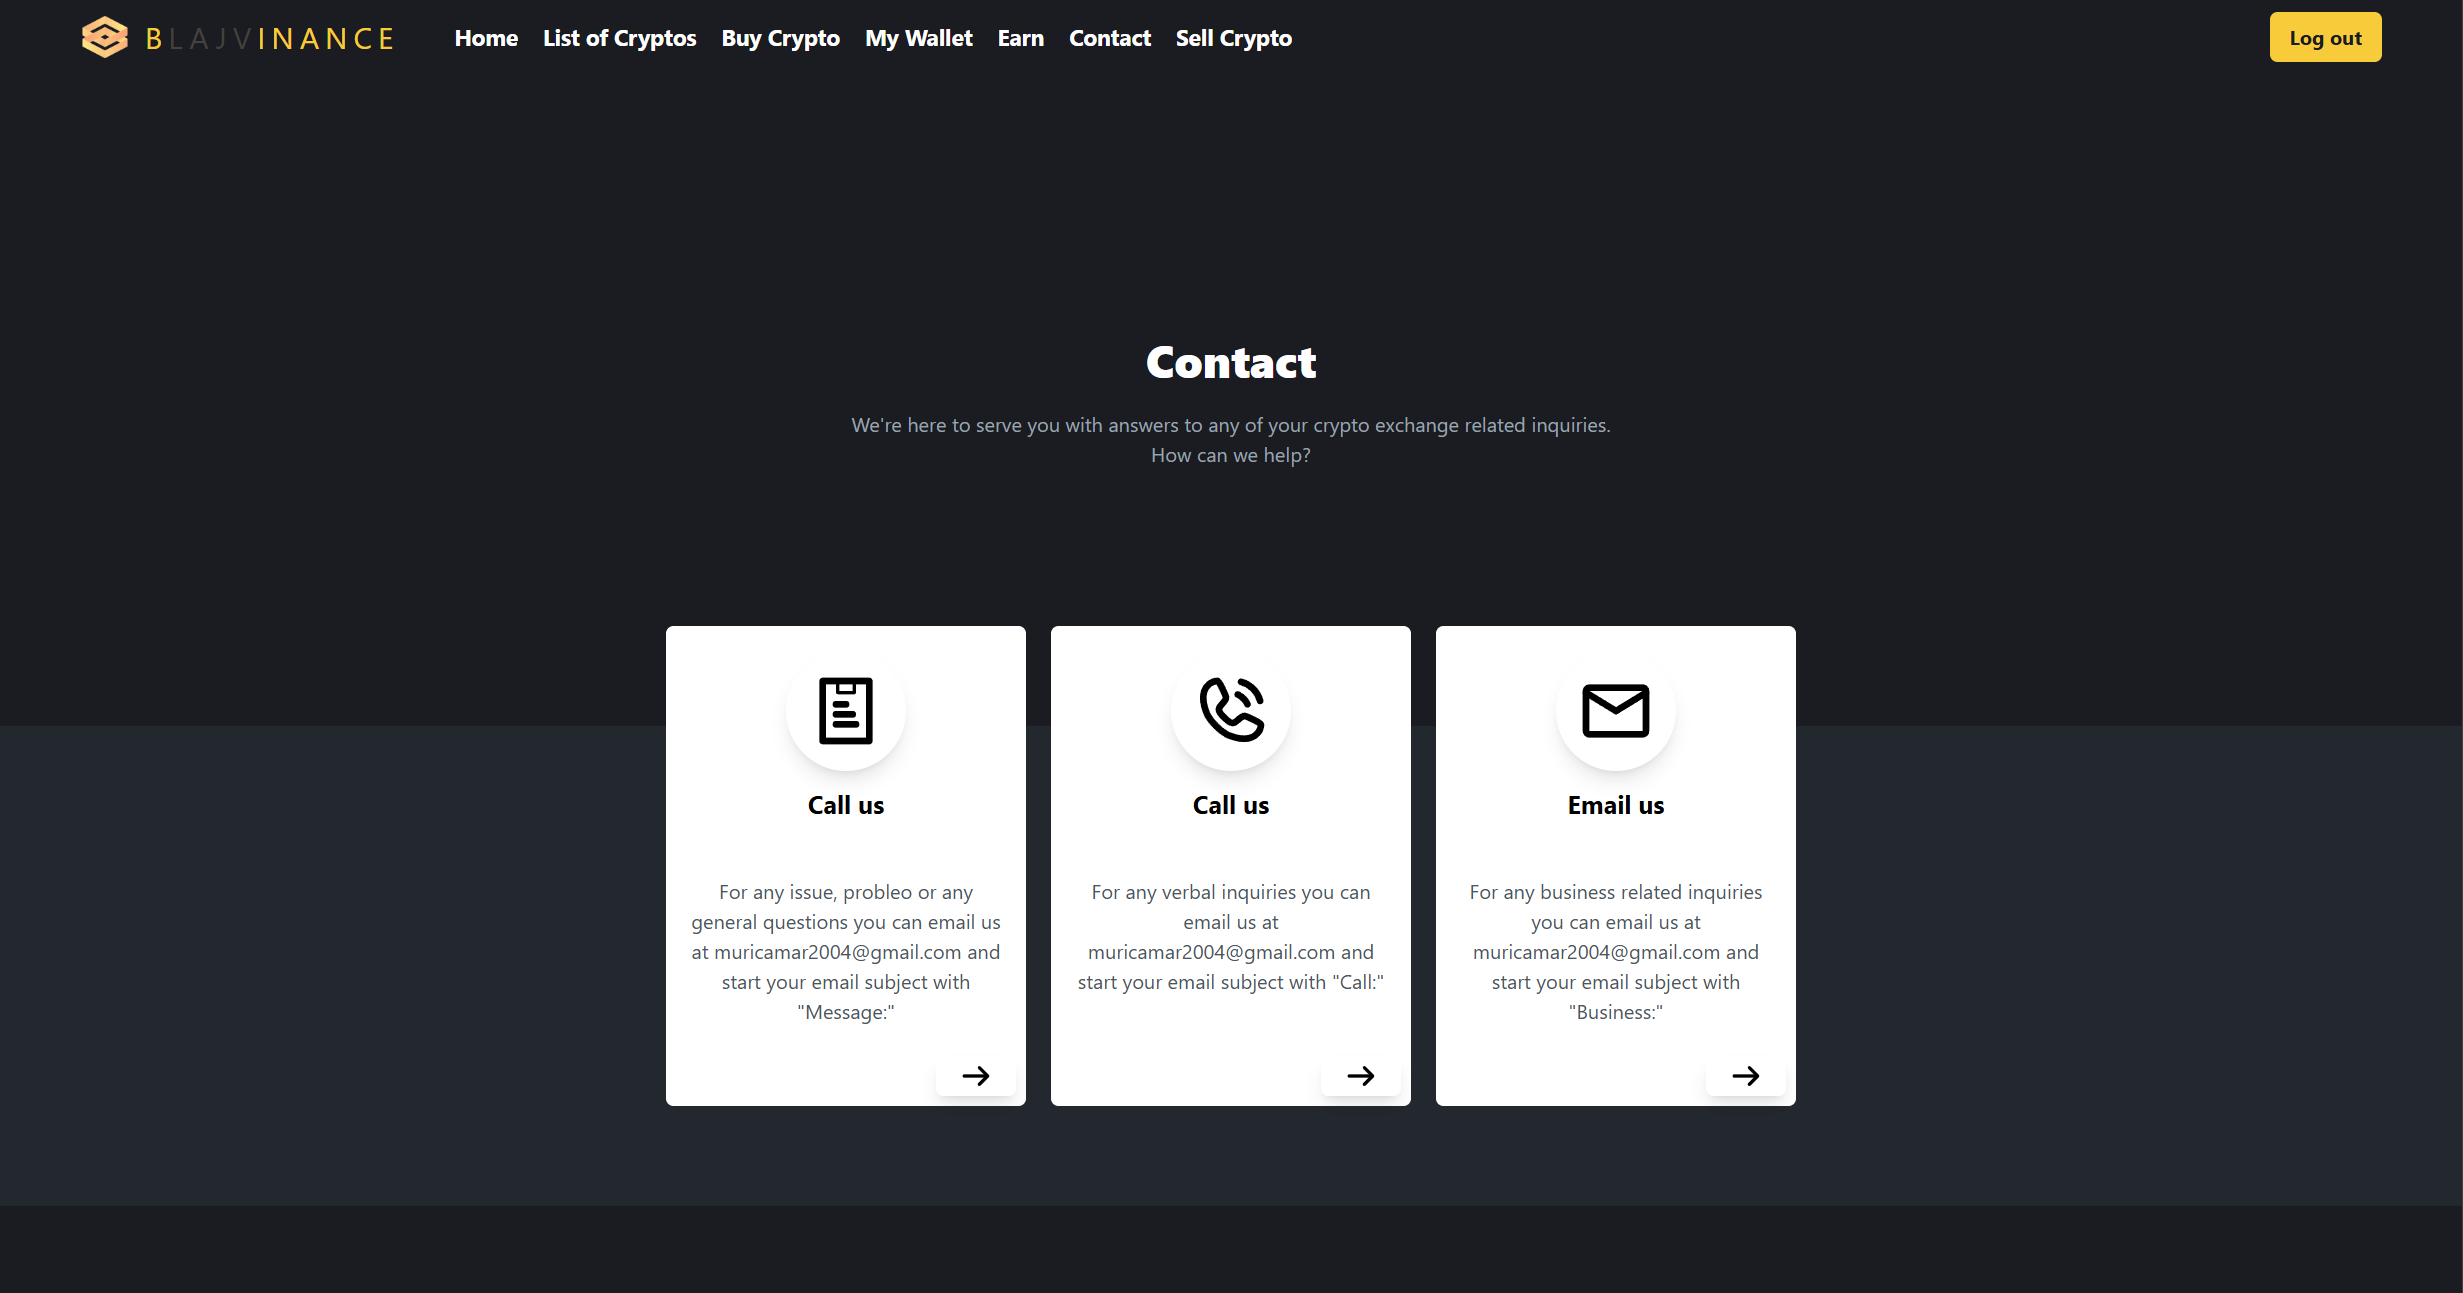 BLAJVINANCE Home List of Cryptos Buy Crypto My Wallet Earn Contact Sell Crypto Log out
Contact
We're here to serve you with answers to any of your crypto exchange related inquiries.
How can we help?
Call us
For any issue, probleo or any
general questions you can email us
at muricamar2004@gmail.com and
start your email subject with
"Message:"
Call us
For any verbal inquiries you can
email us at
muricamar2004@gmail.com and
start your email subject with "Call:"
Email us
For any business related inquiries
you can email us at
muricamar2004@gmail.com and
start your email subject with
"Business:"